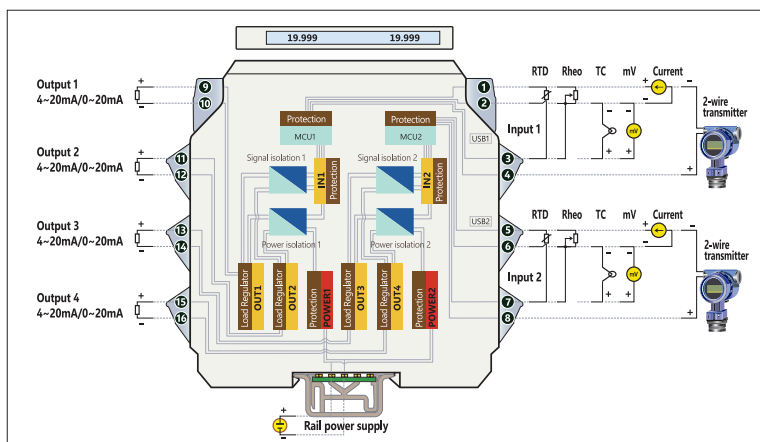 19.999 19.999
Output 1
4~20mA/0~20mA
+
−
9
10
Output 2
4~20mA/0~20mA
+
−
11
12
Output 3
4~20mA/0~20mA
+
−
13
14
Output 4
4~20mA/0~20mA
+
−
15
16
Protection
MCU1
Protection
MCU2
Signal isolation 1
Signal isolation 2
IN1
Protection
IN2
Protection
Power isolation 1
Power isolation 2
Load Regulator
OUT1
Load Regulator
OUT2
Protection
POWER1
Load Regulator
OUT3
Load Regulator
OUT4
Protection
POWER2
USB1
USB2
1
2
3
4
5
6
7
8
RTD Rheo TC mV Current
Input 1
− −
mV
+ +
+ −
−
2-wire
transmitter
+
RTD Rheo TC mV Current
Input 2
− −
mV
+ +
+ −
−
2-wire
transmitter
+
+
−
Rail power supply